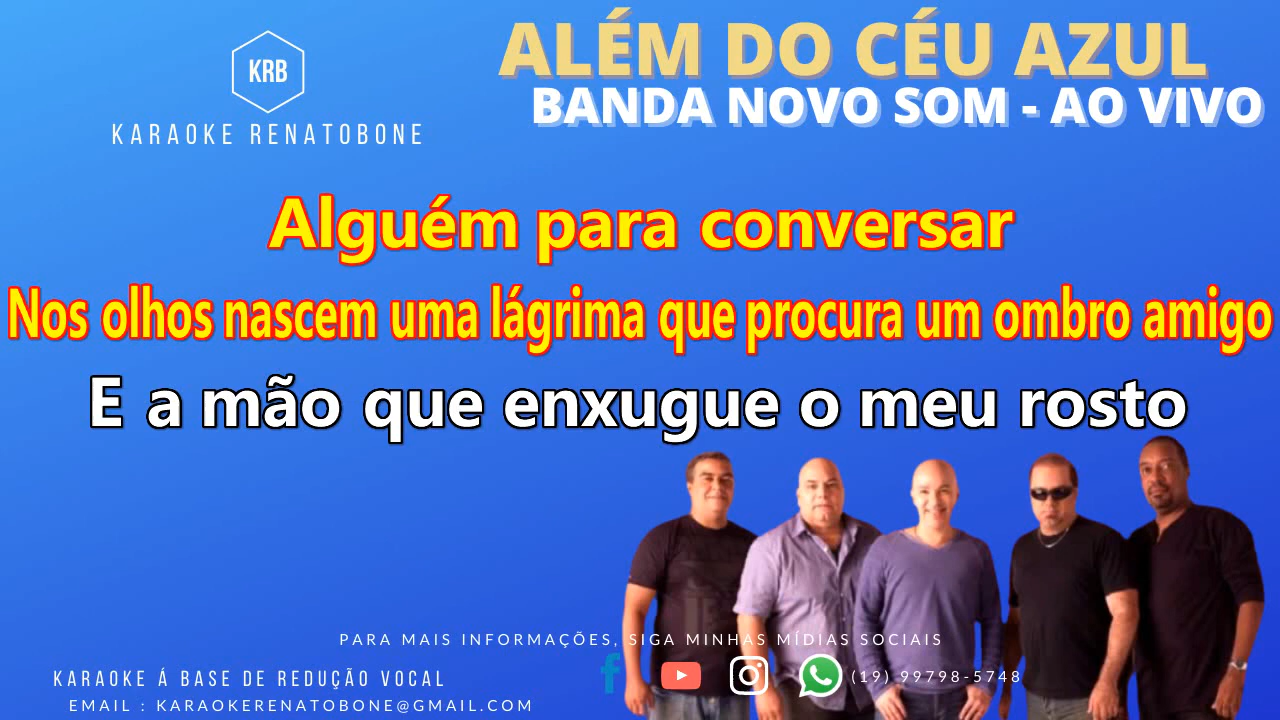 KRB
KARAOKE RENATOBONE
ALÉM DO CÉU AZUL
BANDA NOVO SOM - AO VIVO
Alguém para conversar
Nos olhos nascem uma lágrima que procura um ombro amigo
E a mão que enxugue o meu rosto
PARA MAIS INFORMAÇÕES, SIGA MINHAS MÍDIAS SOCIAIS
(19) 99798-5748
KARAOKE Á BASE DE REDUÇÃO VOCAL
EMAIL : KARAOKERENATOBONE@GMAIL.COM